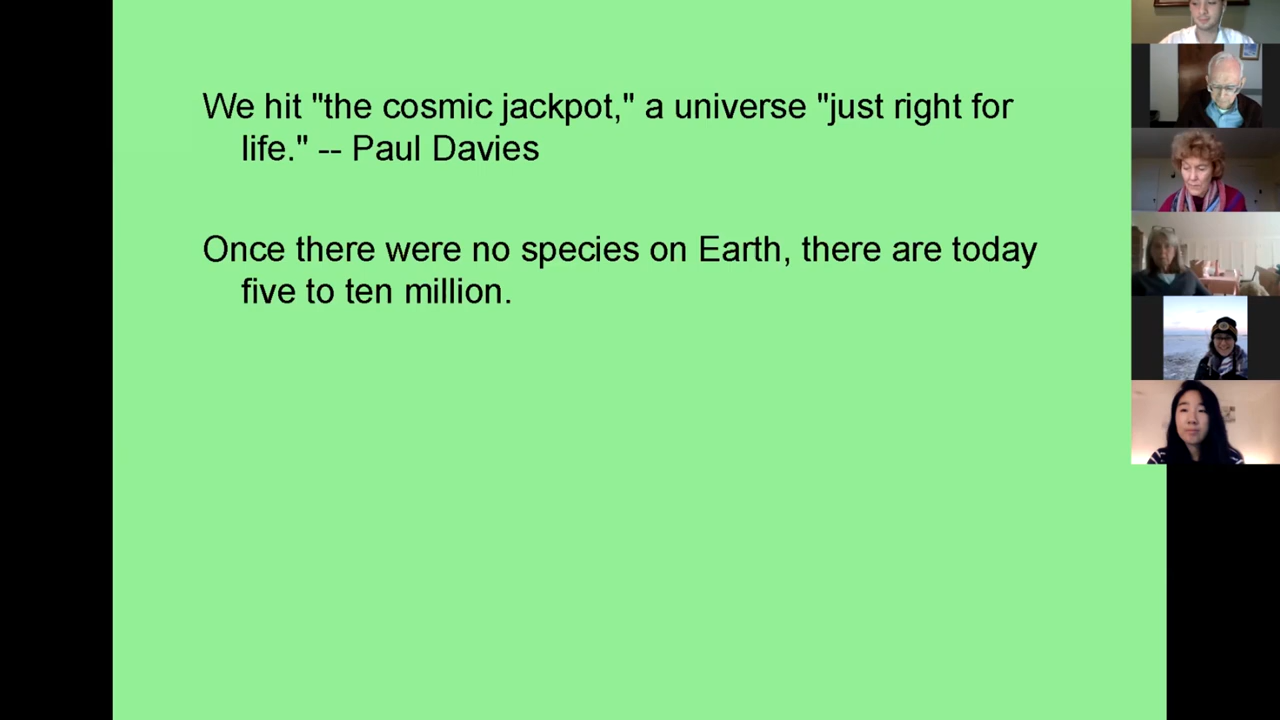 We hit "the cosmic jackpot," a universe "just right for
life." -- Paul Davies
Once there were no species on Earth, there are today
five to ten million.